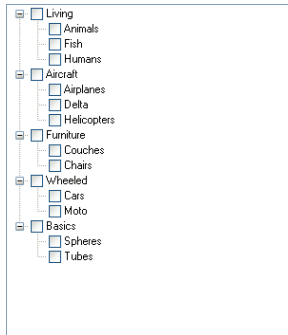 Living
Animals
Fish
Humans
Aircraft
Airplanes
Delta
Helicopters
Furniture
Couches
Chairs
Wheeled
Cars
Moto
Basics
Spheres
Tubes